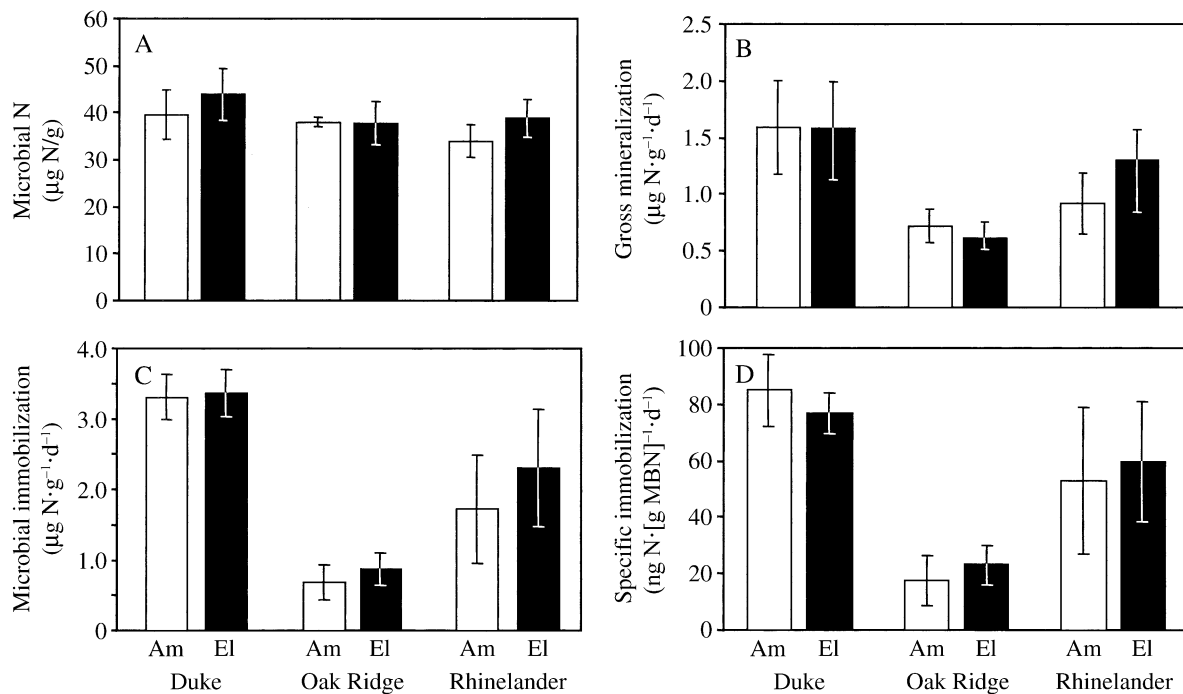 A
Microbial N
(µg N/g)
60
50
40
30
20
10
0
B
Gross mineralization
(µg N·g⁻¹·d⁻¹)
2.5
2.0
1.5
1.0
0.5
0
C
Microbial immobilization
(µg N·g⁻¹·d⁻¹)
4.0
3.0
2.0
1.0
0
Am El Am El Am El
Duke Oak Ridge Rhinelander
D
Specific immobilization
(ng N·[g MBN]⁻¹·d⁻¹)
100
80
60
40
20
0
Am El Am El Am El
Duke Oak Ridge Rhinelander